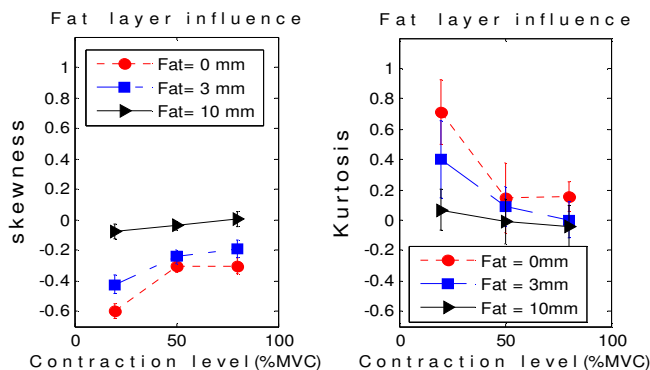 Fat layer influence
skewness
1
0.8
0.6
0.4
0.2
0
-0.2
-0.4
-0.6
Fat= 0 mm
Fat= 3 mm
Fat= 10 mm
0 50 100
Contraction level(%MVC)
Fat layer influence
Kurtosis
1
0.8
0.6
0.4
0.2
0
-0.2
-0.4
-0.6
Fat = 0mm
Fat = 3mm
Fat = 10mm
0 50 100
Contraction level(%MVC)